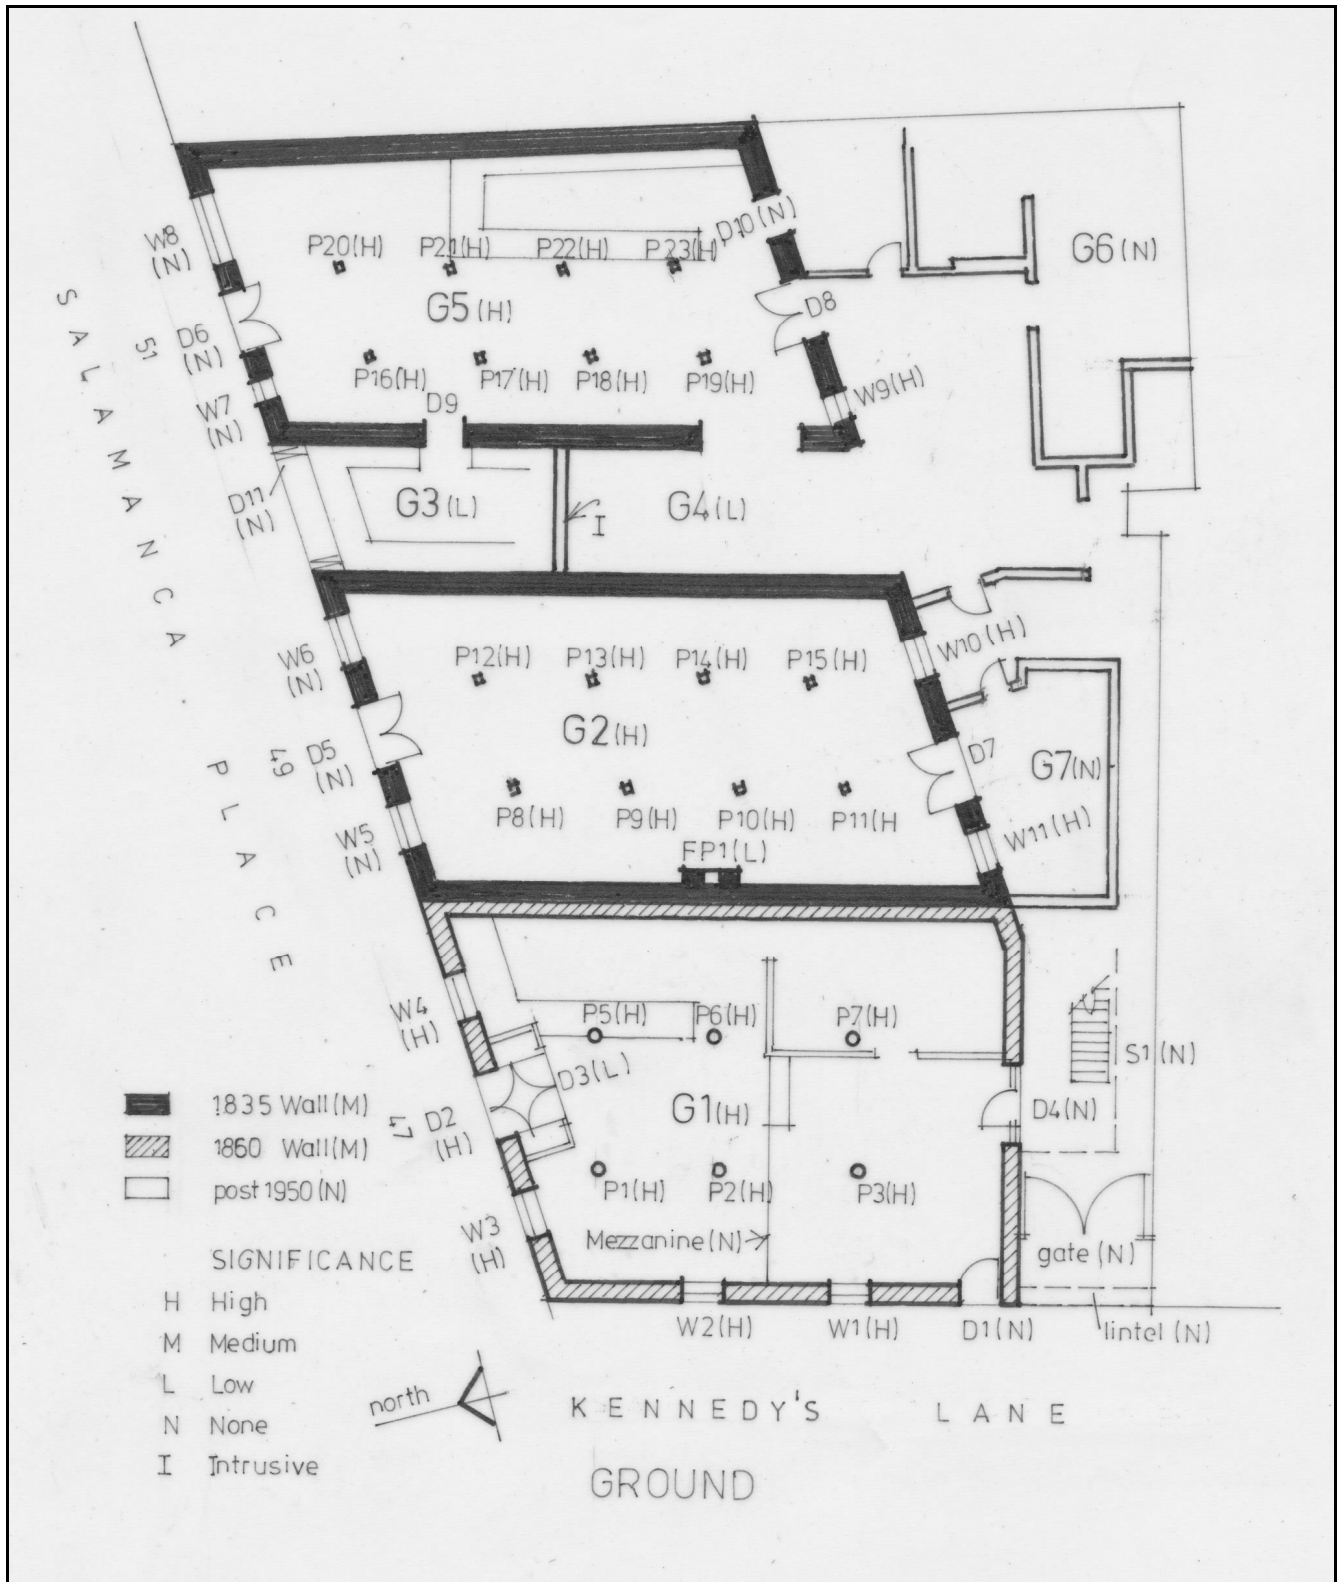 D10(N)
G6(N)
W8
(N)
P20(H)
P21(H)
P22(H)
P23(H)
G5(H)
D8
51
D6
(N)
P16(H)
P17(H)
P18(H)
P19(H)
W9(H)
D9
W7
(N)
SALAMANCA PLACE
D11
(N)
G3(L)
I
G4(L)
W10(H)
W6
(N)
P12(H)
P13(H)
P14(H)
P15(H)
G2(H)
49
D5
(N)
D7
G7(N)
P8(H)
P9(H)
P10(H)
P11(H
W5
(N)
FP1(L)
W11(H)
W4
(H)
P5(H)
P6(H)
P7(H)
S1(N)
D3(L)
47
D2
(H)
G1(H)
D4(N)
1835 Wall(M)
1860 Wall(M)
post 1950(N)
P1(H)
P2(H)
P3(H)
W3
(H)
Mezzanine(N)
gate(N)
SIGNIFICANCE
H High
M Medium
L Low
N None
I Intrusive
W2(H)
W1(H)
D1(N)
lintel(N)
north
KENNEDY'S LANE
GROUND